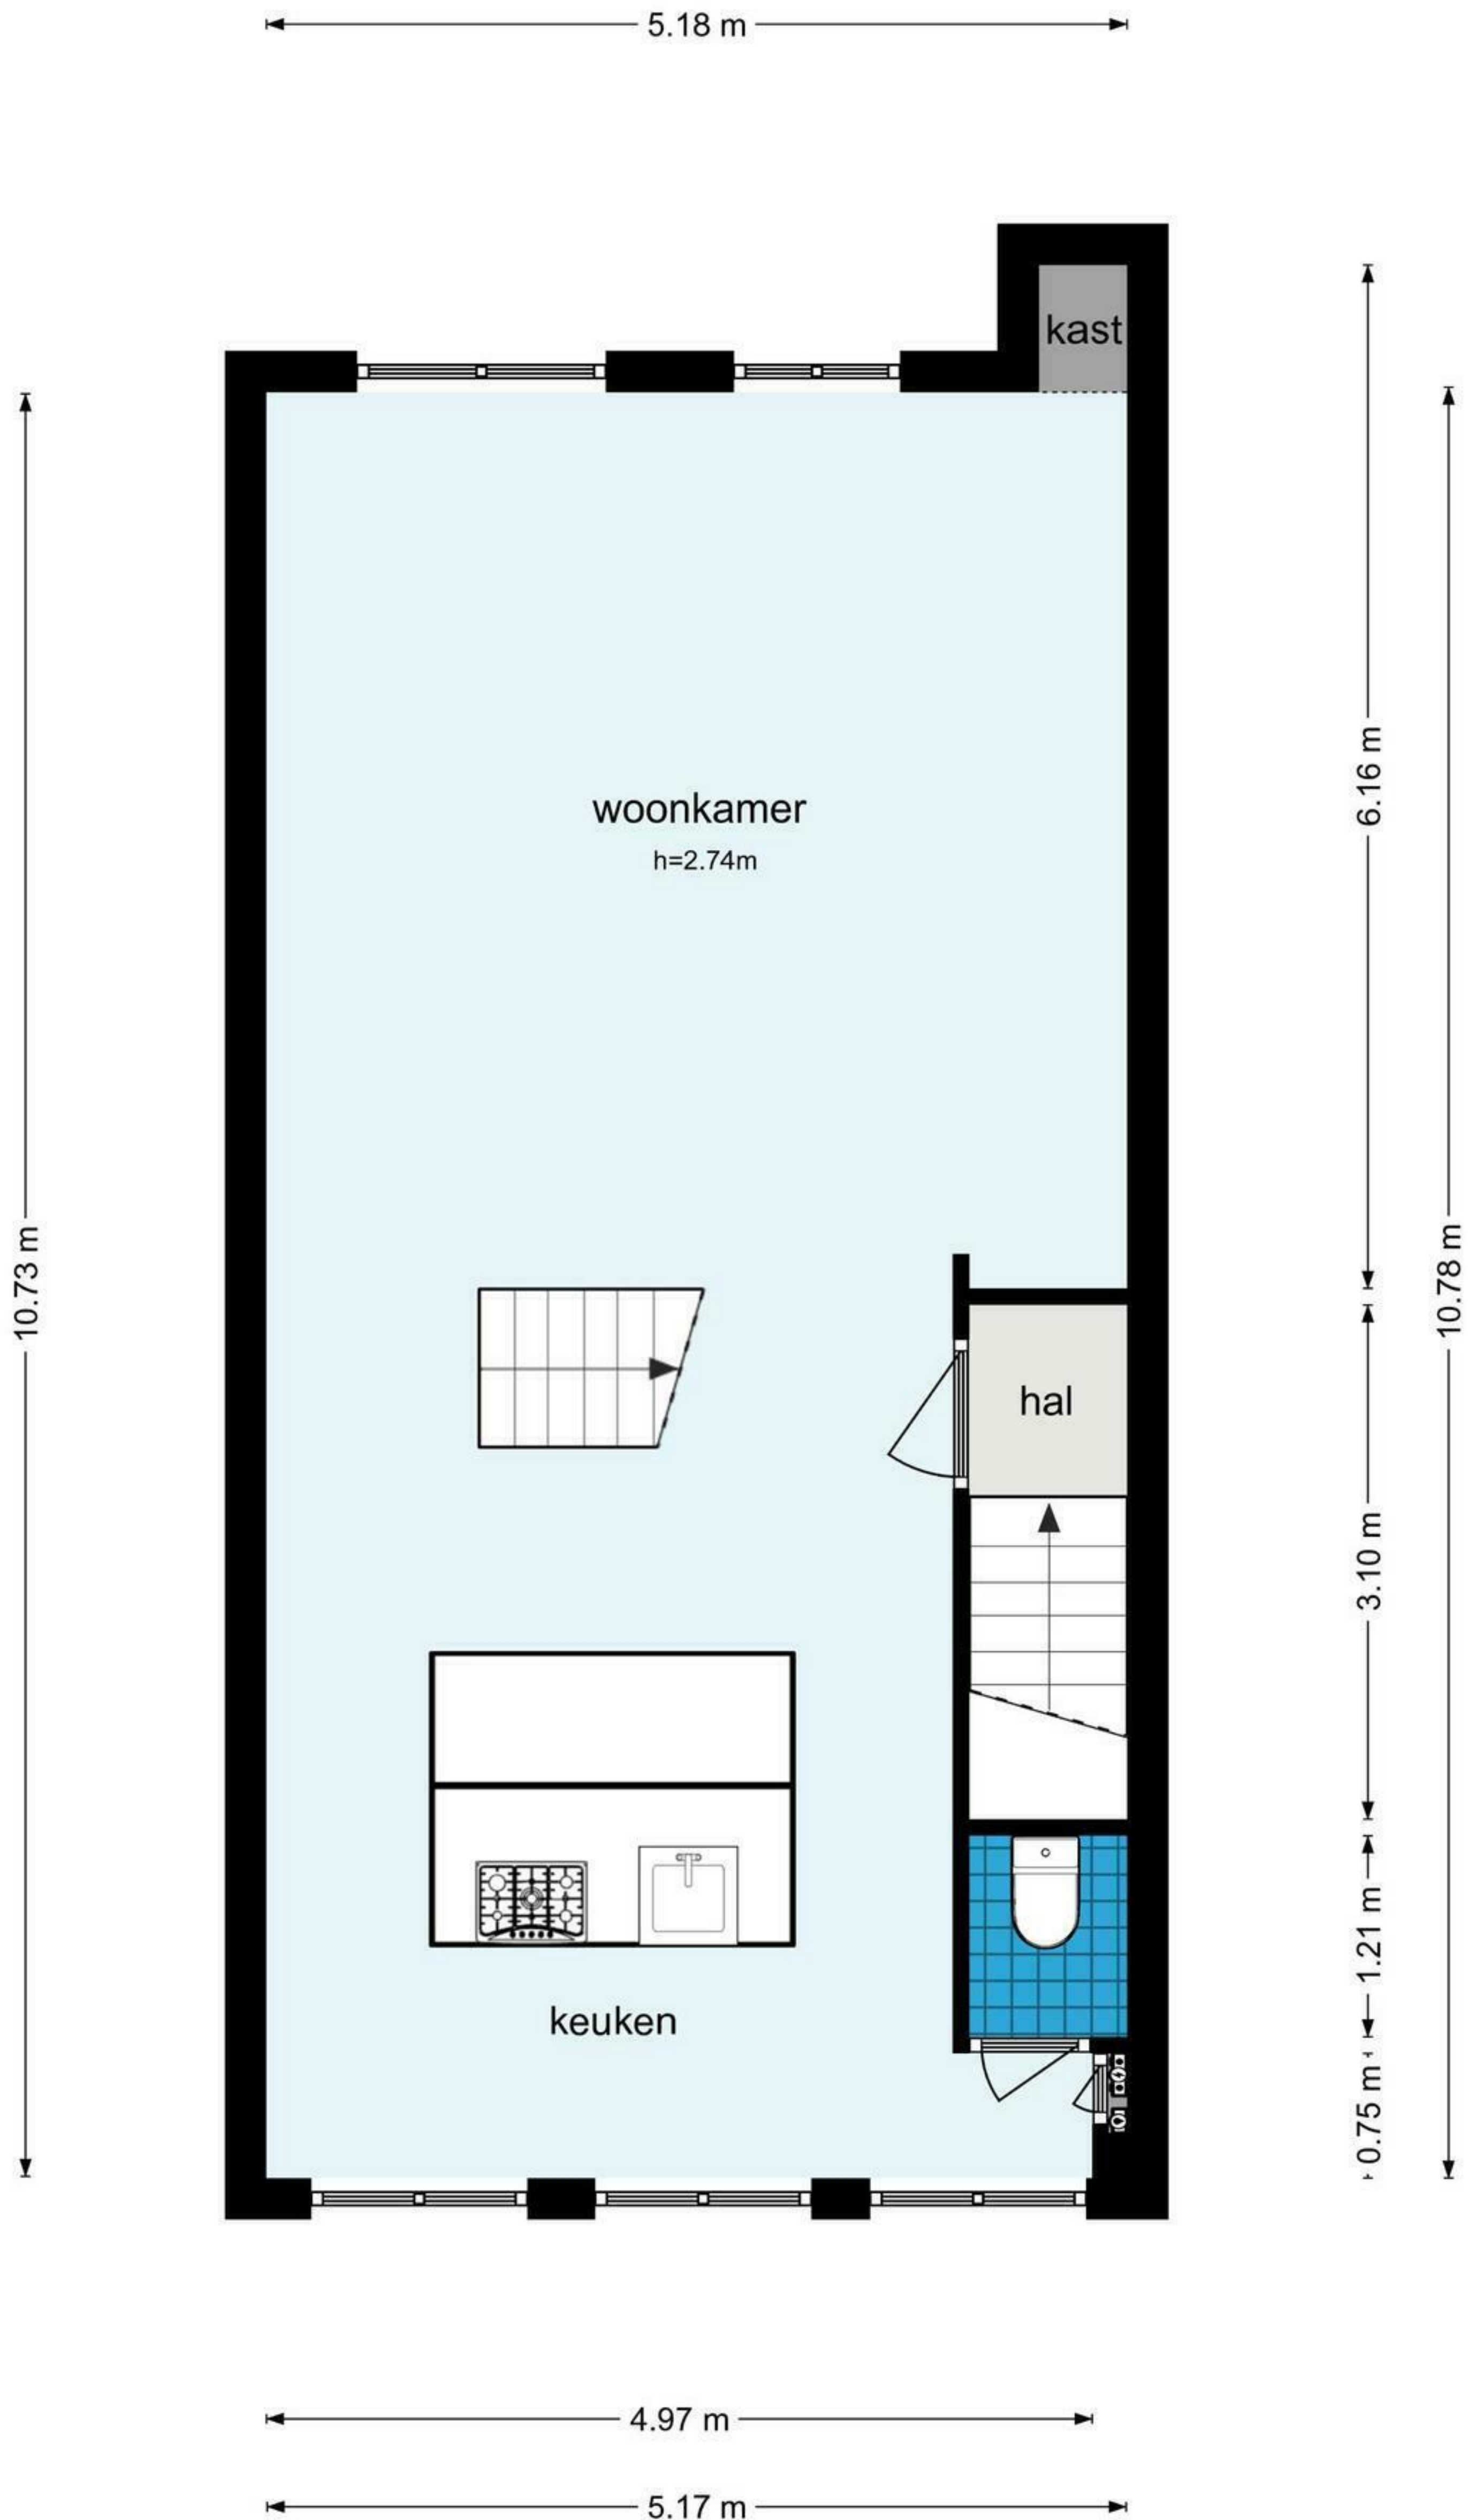 5.18 m
kast
woonkamer
h=2.74m
6.16 m
10.73 m
10.78 m
hal
3.10 m
1.21 m
keuken
0.75 m
4.97 m
5.17 m